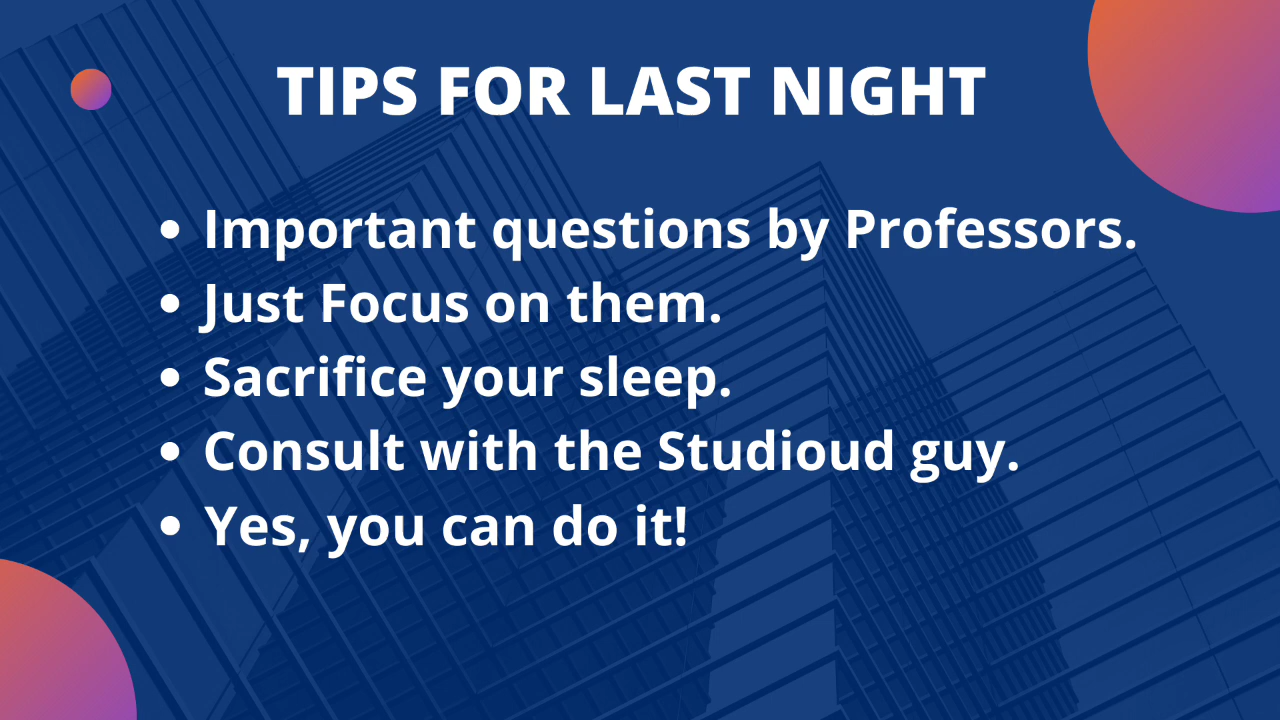 TIPS FOR LAST NIGHT
• Important questions by Professors.
• Just Focus on them.
• Sacrifice your sleep.
• Consult with the Studioud guy.
• Yes, you can do it!